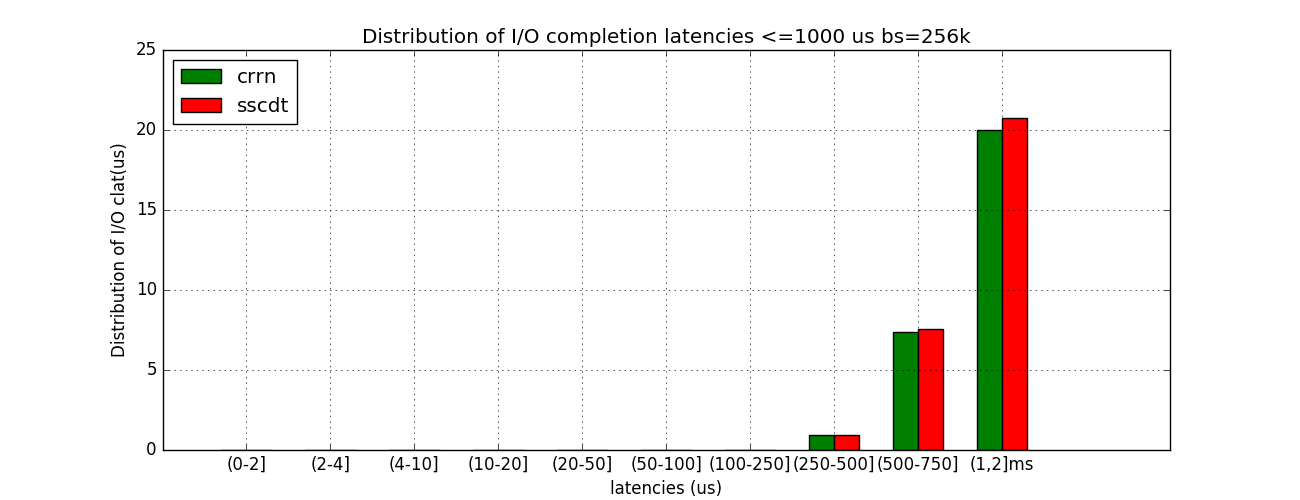 Distribution of I/O completion latencies <=1000 us bs=256k
25
crrn
sscdt
20
15
10
5
0
Distribution of I/O clat(us)
(0-2] (2-4] (4-10] (10-20] (20-50] (50-100] (100-250] (250-500] (500-750] (1,2]ms
latencies (us)